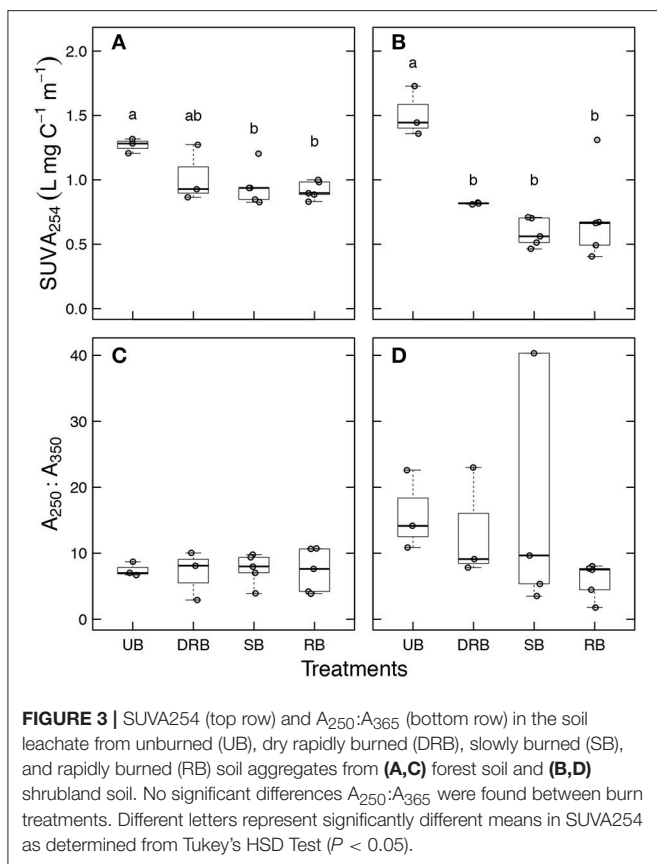 A
B
2.0
1.5
1.0
0.5
0.0
SUVA254 (L mg C−1 m−1)
a
ab
b
b
a
b
b
b
C
D
40
30
20
10
0
A250 : A350
UB DRB SB RB UB DRB SB RB
Treatments
FIGURE 3 | SUVA254 (top row) and A250:A365 (bottom row) in the soil
leachate from unburned (UB), dry rapidly burned (DRB), slowly burned (SB),
and rapidly burned (RB) soil aggregates from (A,C) forest soil and (B,D)
shrubland soil. No significant differences A250:A365 were found between burn
treatments. Different letters represent significantly different means in SUVA254
as determined from Tukey's HSD Test (P < 0.05).